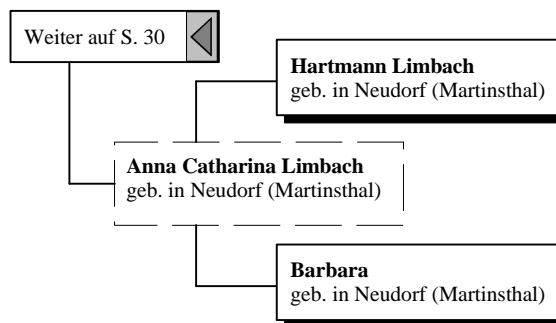 Weiter auf S. 30
Hartmann Limbach
geb. in Neudorf (Martinsthal)
Anna Catharina Limbach
geb. in Neudorf (Martinsthal)
Barbara
geb. in Neudorf (Martinsthal)